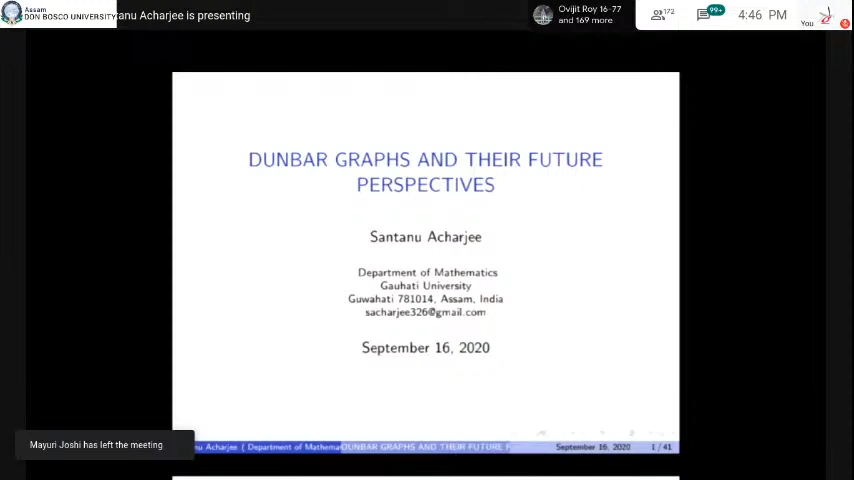 Assam
DON BOSCO UNIVERSITY
tanu Acharjee is presenting
Ovijit Roy 16-77
and 169 more
172
99+
4:46 PM
You
DUNBAR GRAPHS AND THEIR FUTURE
PERSPECTIVES
Santanu Acharjee
Department of Mathematics
Gauhati University
Guwahati 781014, Assam, India
sacharjee326@gmail.com
September 16, 2020
Mayuri Joshi has left the meeting
nu Acharjee ( Department of Mathema
DUNBAR GRAPHS AND THEIR FUTURE P
September 16, 2020
1 / 41